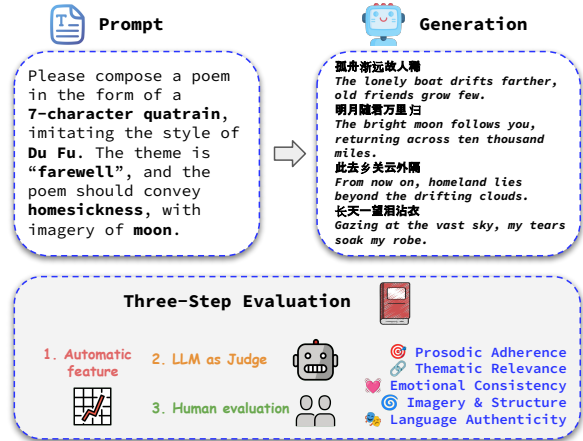 Prompt
Please compose a poem
in the form of a
7-character quatrain,
imitating the style of
Du Fu. The theme is
“farewell”, and the
poem should convey
homesickness, with
imagery of moon.
Generation
孤舟渐远故人稀
The lonely boat drifts farther,
old friends grow few.
明月随君万里归
The bright moon follows you,
returning across ten thousand
miles.
此去乡关云外隔
From now on, homeland lies
beyond the drifting clouds.
长天一望泪沾衣
Gazing at the vast sky, my tears
soak my robe.
Three-Step Evaluation
1. Automatic
feature
2. LLM as Judge
3. Human evaluation
Prosodic Adherence
Thematic Relevance
Emotional Consistency
Imagery & Structure
Language Authenticity